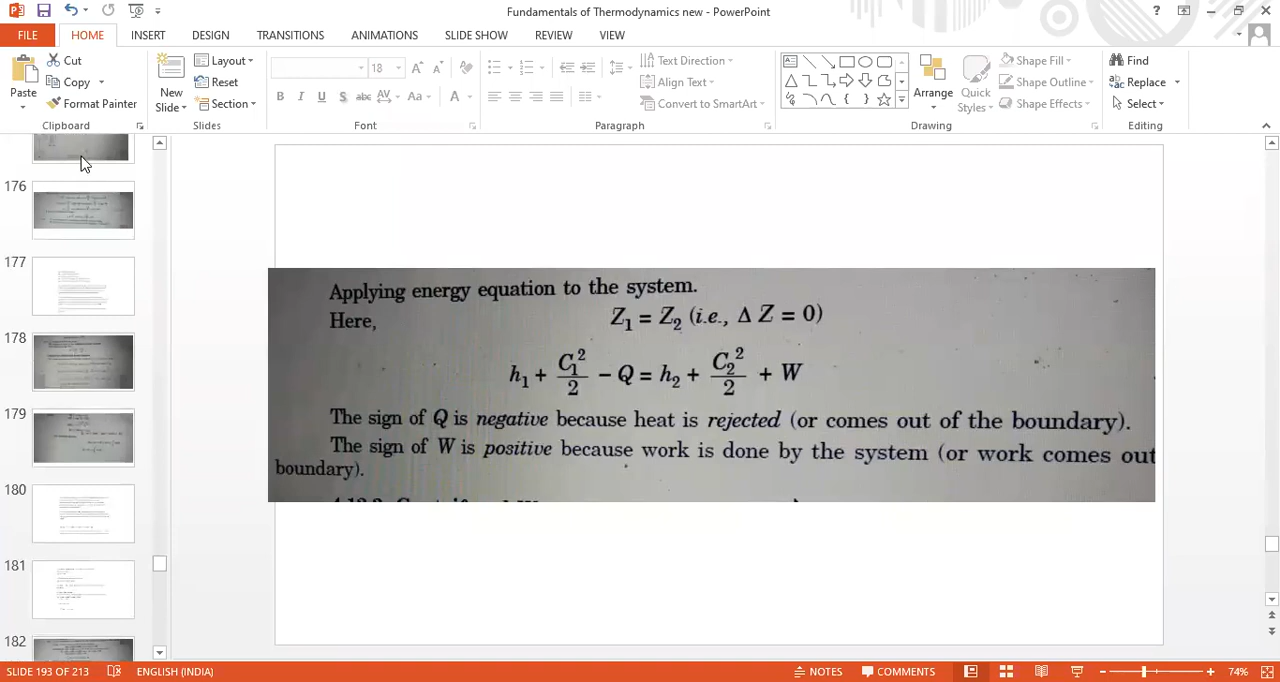 Fundamentals of Thermodynamics new - PowerPoint
FILE HOME INSERT DESIGN TRANSITIONS ANIMATIONS SLIDE SHOW REVIEW VIEW
Paste
Cut
Copy
Format Painter
Clipboard
New Slide
Layout
Reset
Section
Slides
18
B I U S abc AV Aa A
Font
Text Direction
Align Text
Convert to SmartArt
Paragraph
Arrange
Quick Styles
Shape Fill
Shape Outline
Shape Effects
Drawing
Find
Replace
Select
Editing
176
177
178
179
180
181
182
Applying energy equation to the system.
Here, Z₁ = Z₂ (i.e., Δ Z = 0)
h₁ + C₁²/2 – Q = h₂ + C₂²/2 + W
The sign of Q is negative because heat is rejected (or comes out of the boundary).
The sign of W is positive because work is done by the system (or work comes out
boundary).
SLIDE 193 OF 213 ENGLISH (INDIA) NOTES COMMENTS 74%